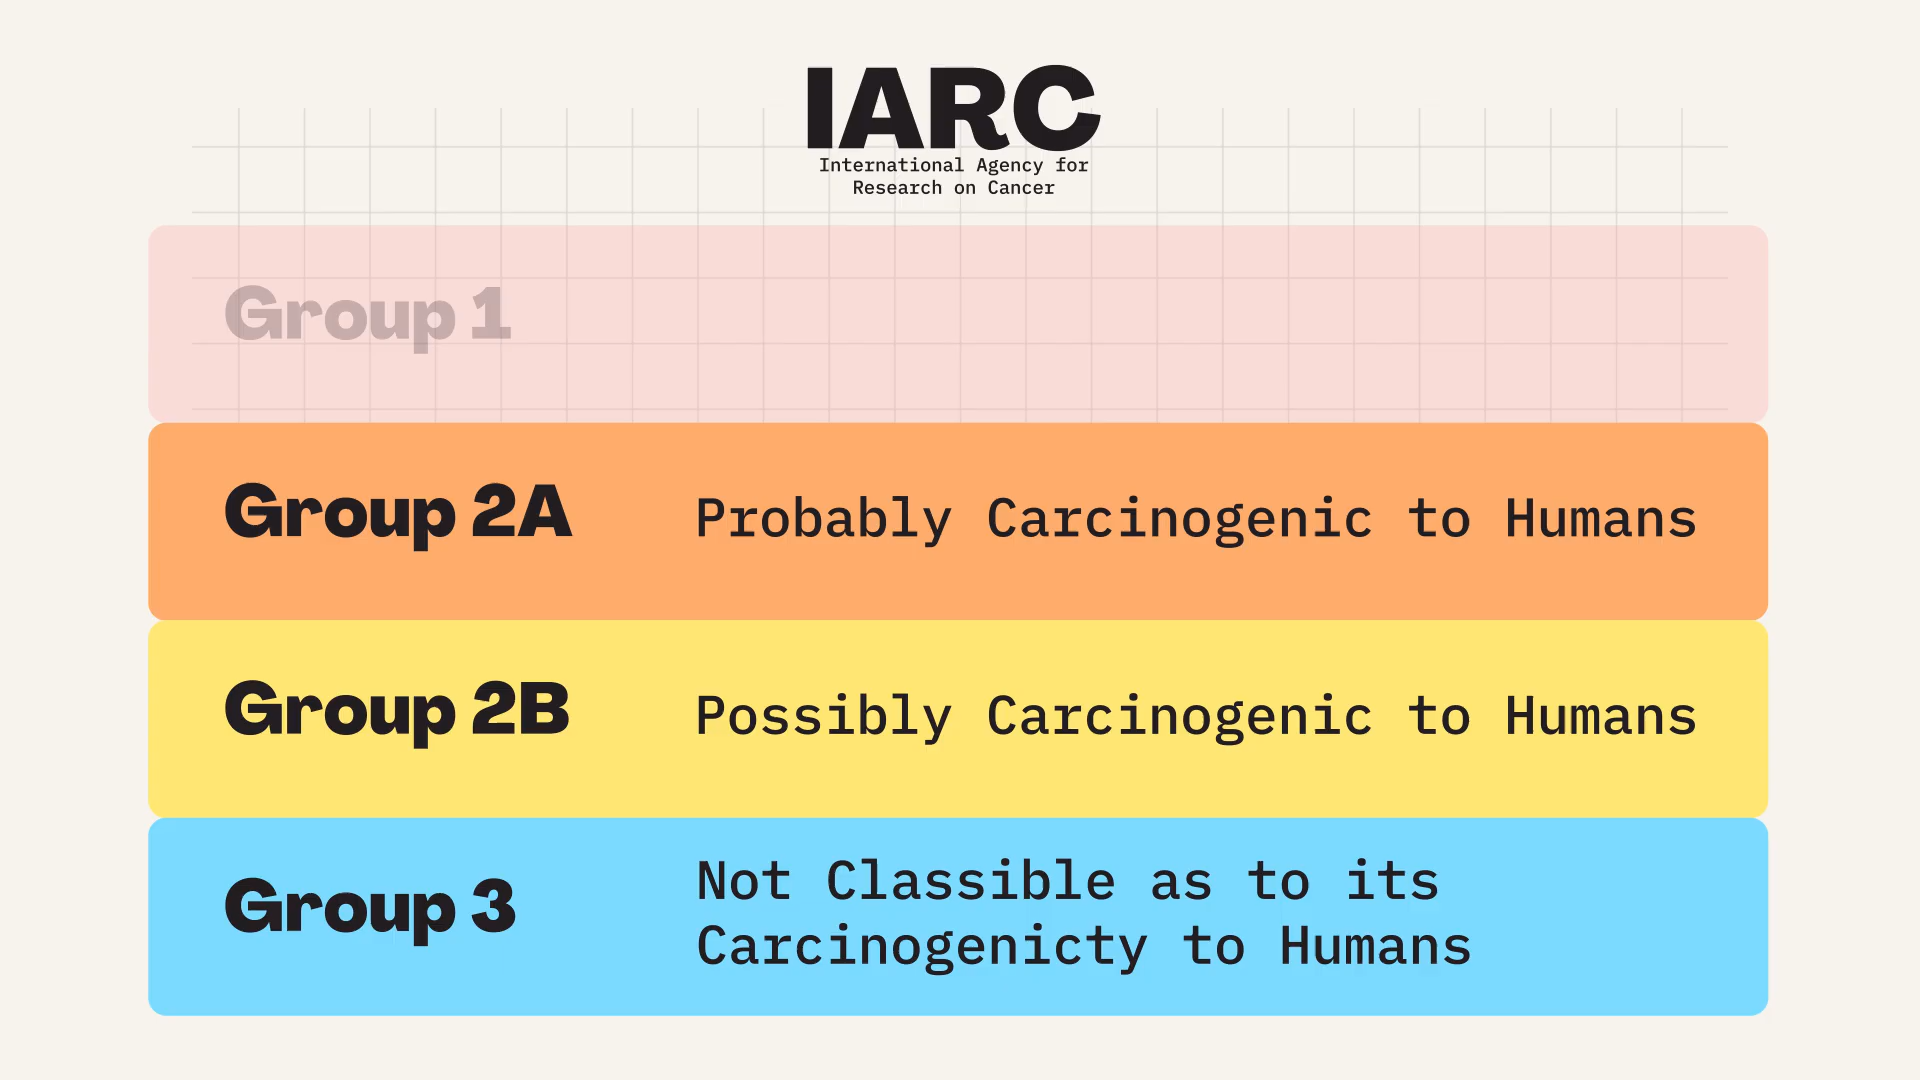 IARC
International Agency for
Research on Cancer
Group 1
Group 2A
Probably Carcinogenic to Humans
Group 2B
Possibly Carcinogenic to Humans
Group 3
Not Classible as to its
Carcinogenicty to Humans